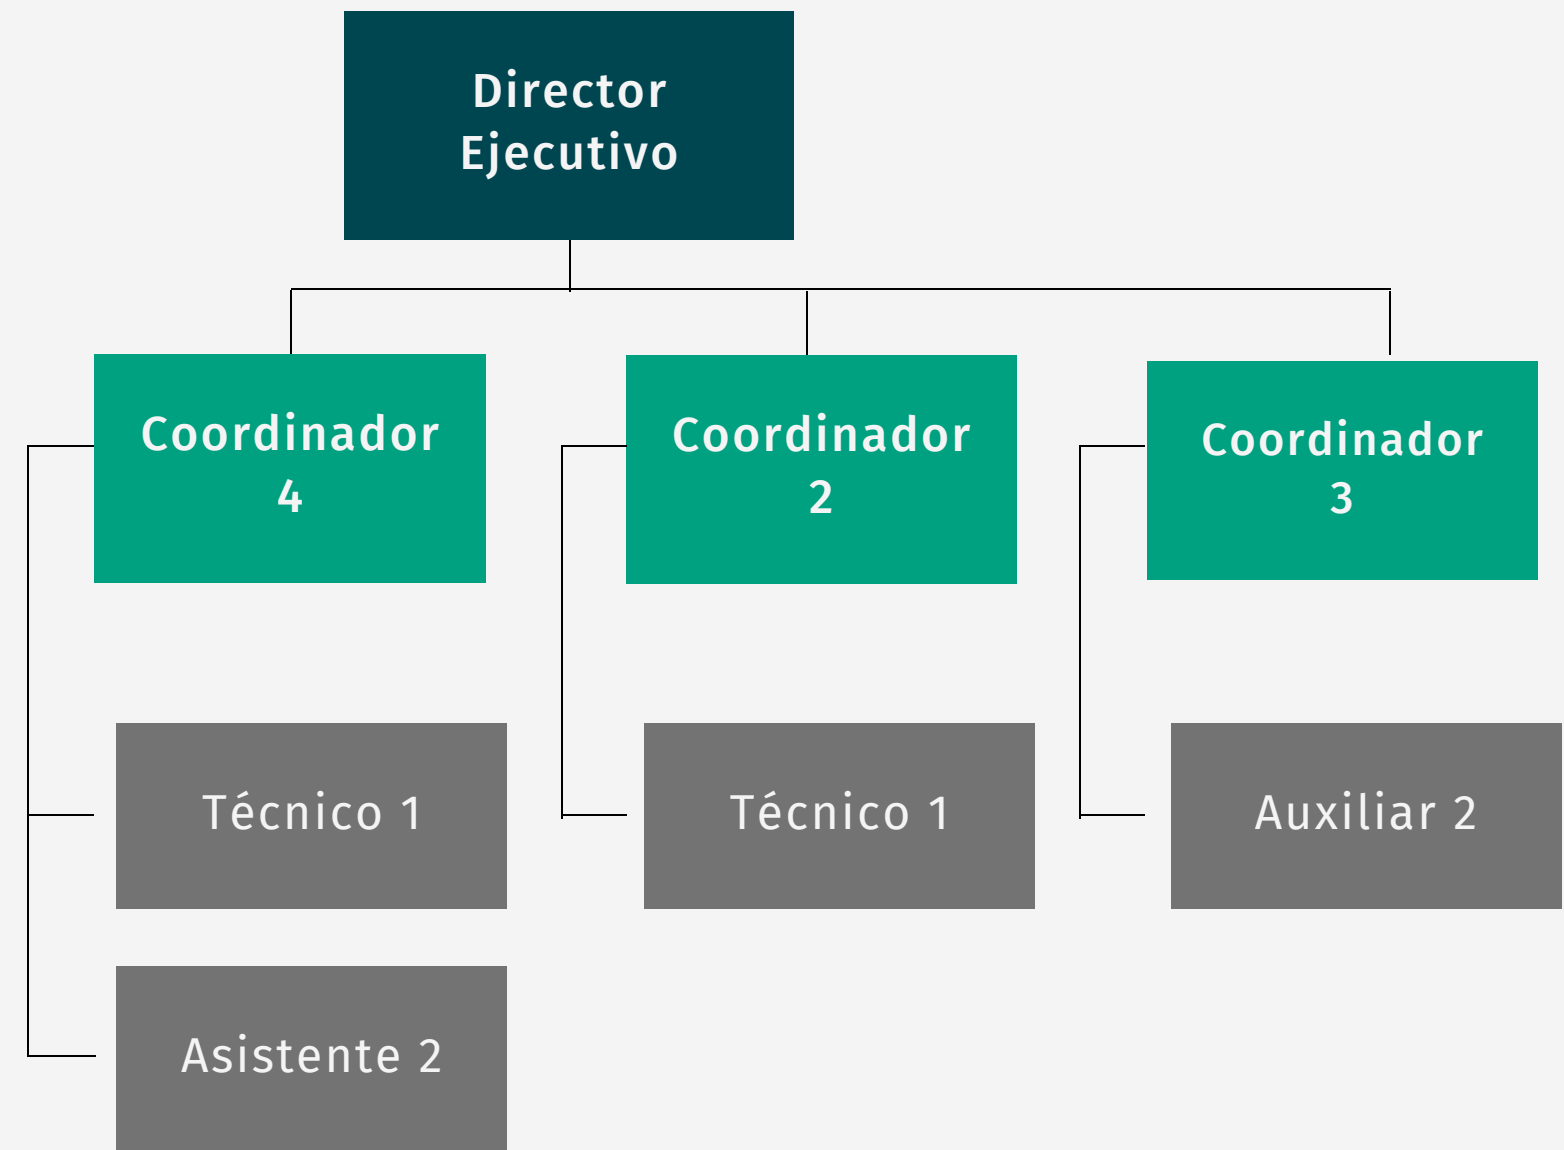 Director
Ejecutivo
Coordinador
4
Coordinador
2
Coordinador
3
Técnico 1
Técnico 1
Auxiliar 2
Asistente 2